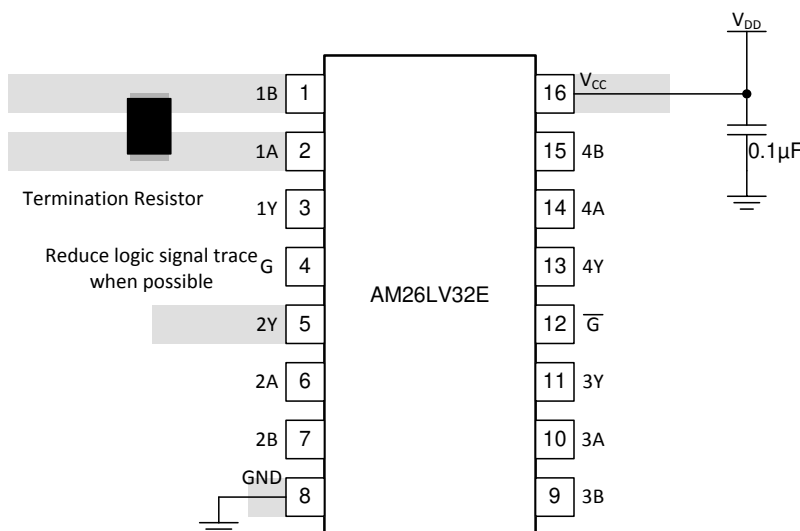 V_DD
1B 1
16 V_CC
1A 2
15 4B
0.1µF
Termination Resistor
1Y 3
14 4A
Reduce logic signal trace
when possible
G 4
13 4Y
AM26LV32E
2Y 5
12 G̅
2A 6
11 3Y
2B 7
10 3A
GND
8
9 3B